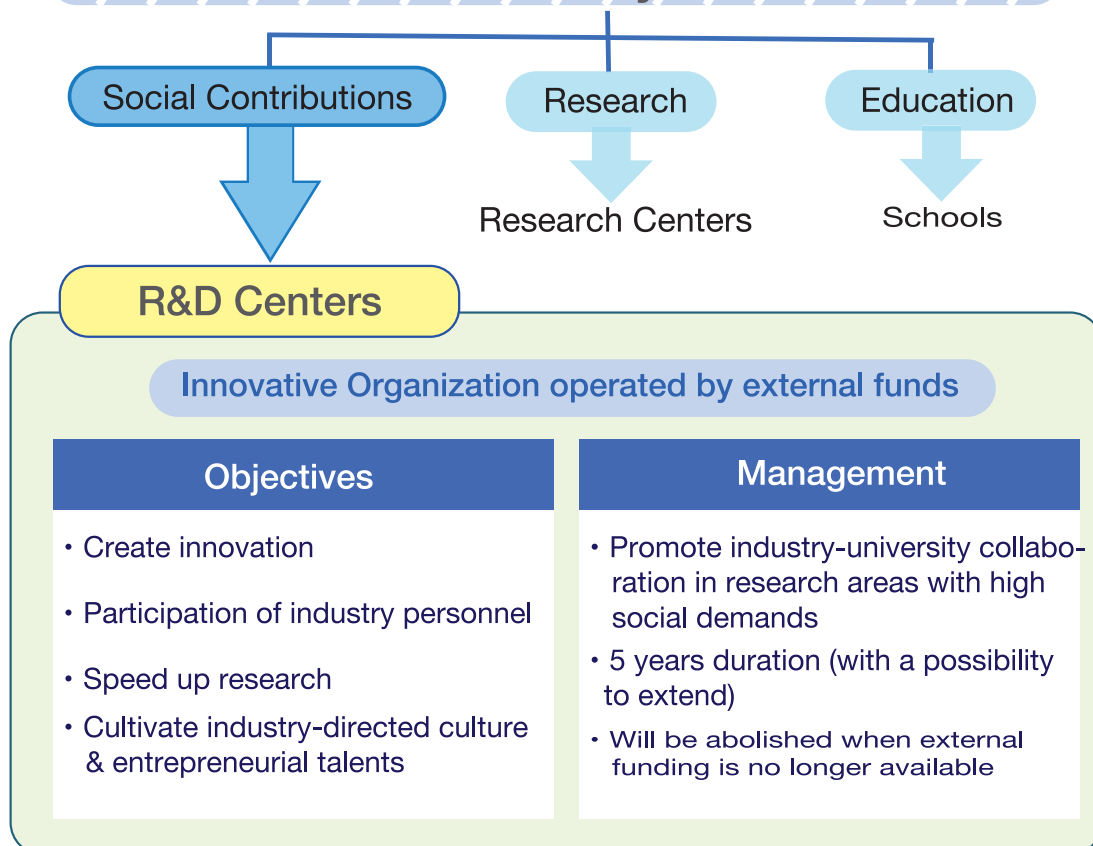 Social Contributions
Research
Education
Research Centers
Schools
R&D Centers
Innovative Organization operated by external funds
Objectives
・Create innovation
・Participation of industry personnel
・Speed up research
・Cultivate industry-directed culture
& entrepreneurial talents
Management
・Promote industry-university collabo-
ration in research areas with high
social demands
・5 years duration (with a possibility
to extend)
・Will be abolished when external
funding is no longer available